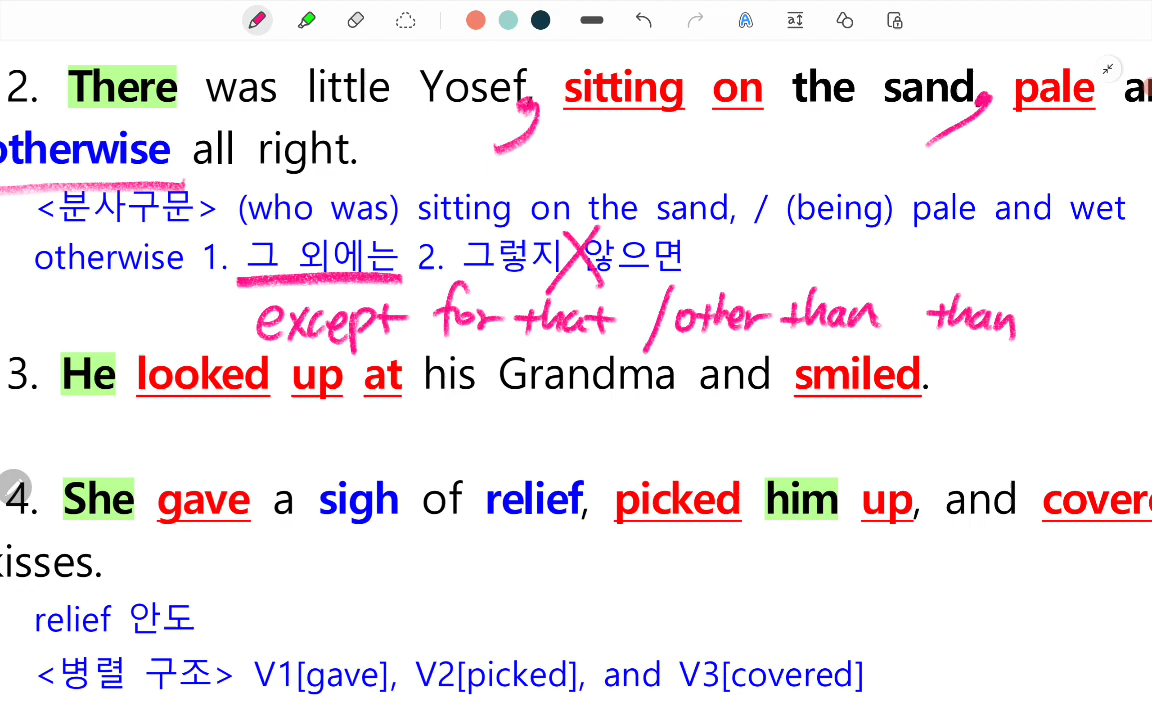 2. There was little Yosef, sitting on the sand, pale a
otherwise all right.
<분사구문> (who was) sitting on the sand, / (being) pale and wet
otherwise 1. 그 외에는 2. 그렇지 않으면
except for that / other than than
3. He looked up at his Grandma and smiled.
4. She gave a sigh of relief, picked him up, and covere
kisses.
relief 안도
<병렬 구조> V1[gave], V2[picked], and V3[covered]